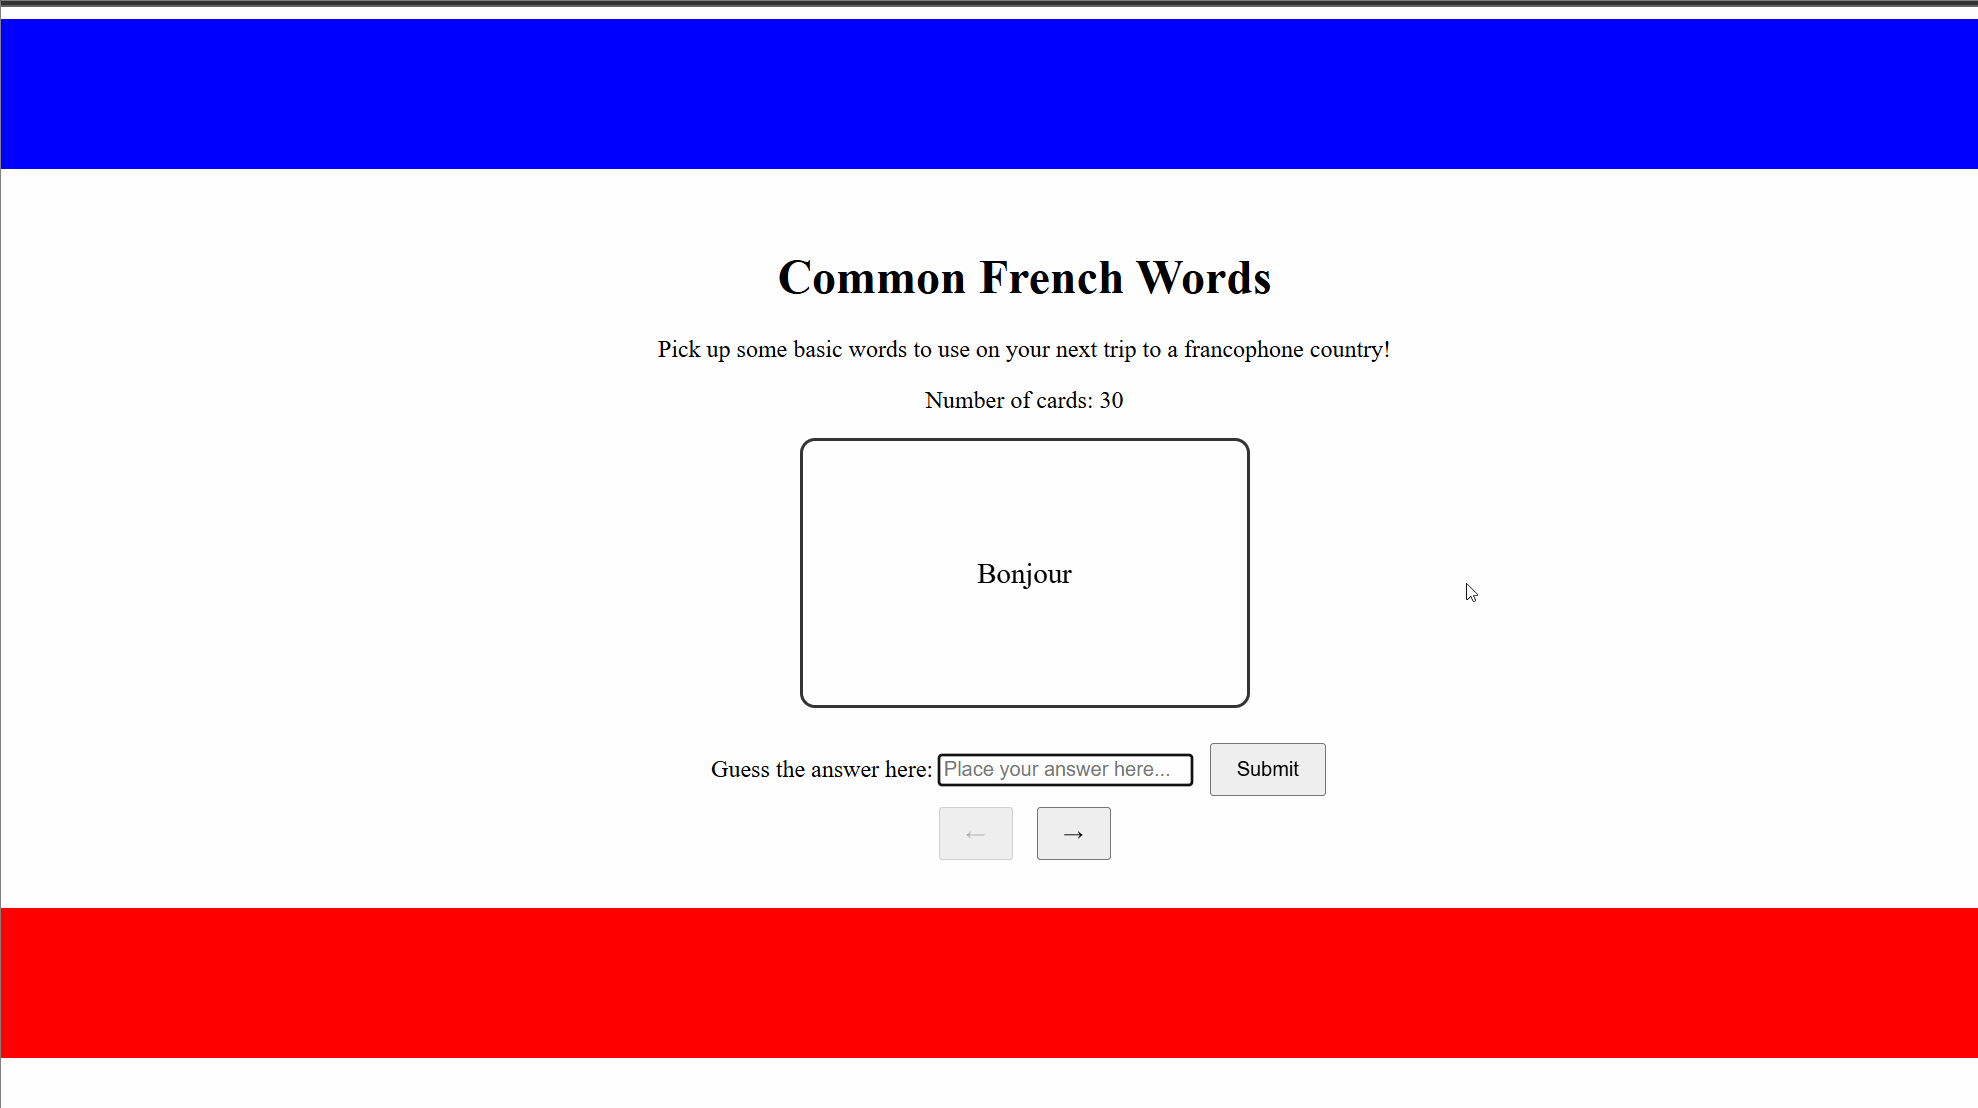 Common French Words
Pick up some basic words to use on your next trip to a francophone country!
Number of cards: 30
Bonjour
Guess the answer here: Place your answer here... Submit
← →